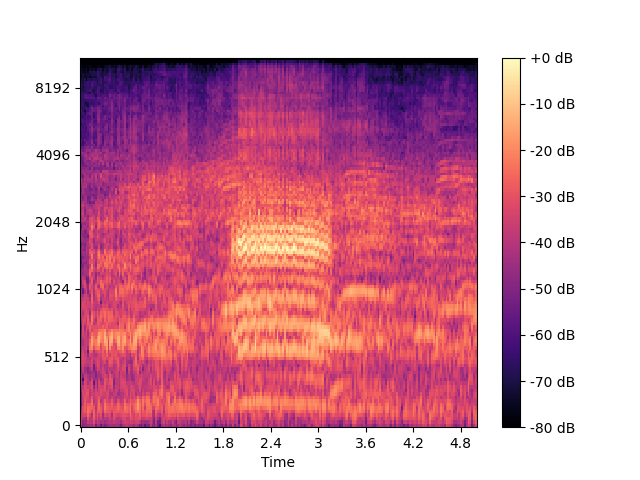 8192
4096
2048
1024
512
0
Hz
0 0.6 1.2 1.8 2.4 3 3.6 4.2 4.8
Time
+0 dB
-10 dB
-20 dB
-30 dB
-40 dB
-50 dB
-60 dB
-70 dB
-80 dB